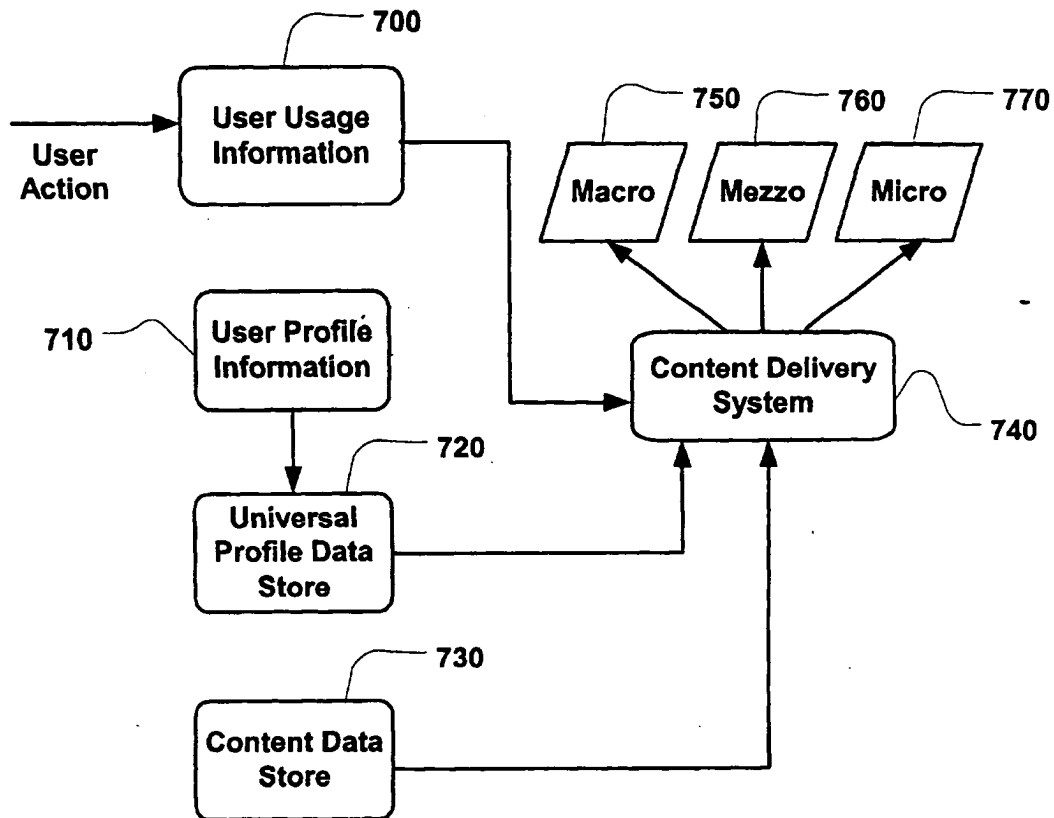 700
User Usage
Information
User
Action
750
760
770
Macro
Mezzo
Micro
710
User Profile
Information
Content Delivery
System
740
720
Universal
Profile Data
Store
730
Content Data
Store